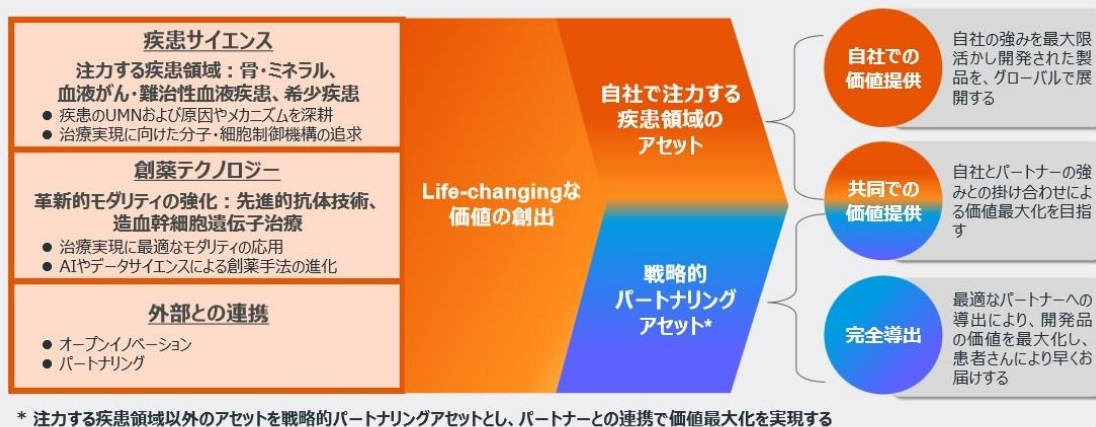 疾患サイエンス
注力する疾患領域：骨・ミネラル、
血液がん・難治性血液疾患、希少疾患
● 疾患のUMNおよび原因やメカニズムを深耕
● 治療実現に向けた分子・細胞制御機構の追求
創薬テクノロジー
革新的モダリティの強化：先進的抗体技術、
造血幹細胞遺伝子治療
● 治療実現に最適なモダリティの応用
● AIやデータサイエンスによる創薬手法の進化
外部との連携
● オープンイノベーション
● パートナリング
Life-changingな
価値の創出
自社で注力する
疾患領域の
アセット
戦略的
パートナリング
アセット*
自社での
価値提供
自社の強みを最大限
活かし開発された製
品を、グローバルで展
開する
共同での
価値提供
自社とパートナーの強
みとの掛け合わせによ
る価値最大化を目指
す
完全導出
最適なパートナーへの
導出により、開発品
の価値を最大化し、
患者さんにより早くお
届けする
* 注力する疾患領域以外のアセットを戦略的パートナリングアセットとし、パートナーとの連携で価値最大化を実現する